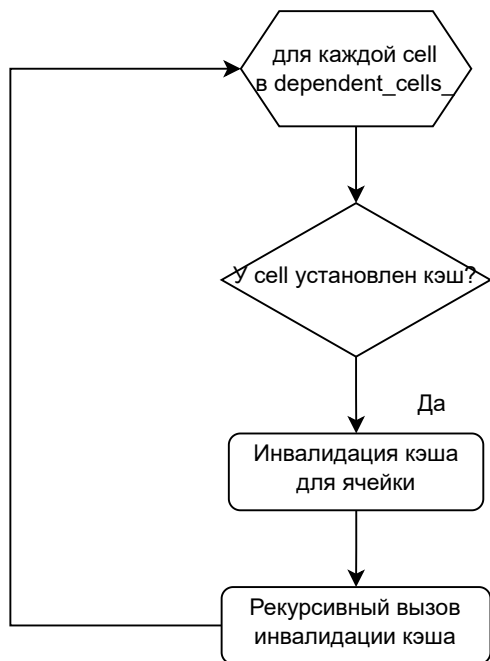 для каждой cell
в dependent_cells_
У cell установлен кэш?
Да
Инвалидация кэша
для ячейки
Рекурсивный вызов
инвалидации кэша